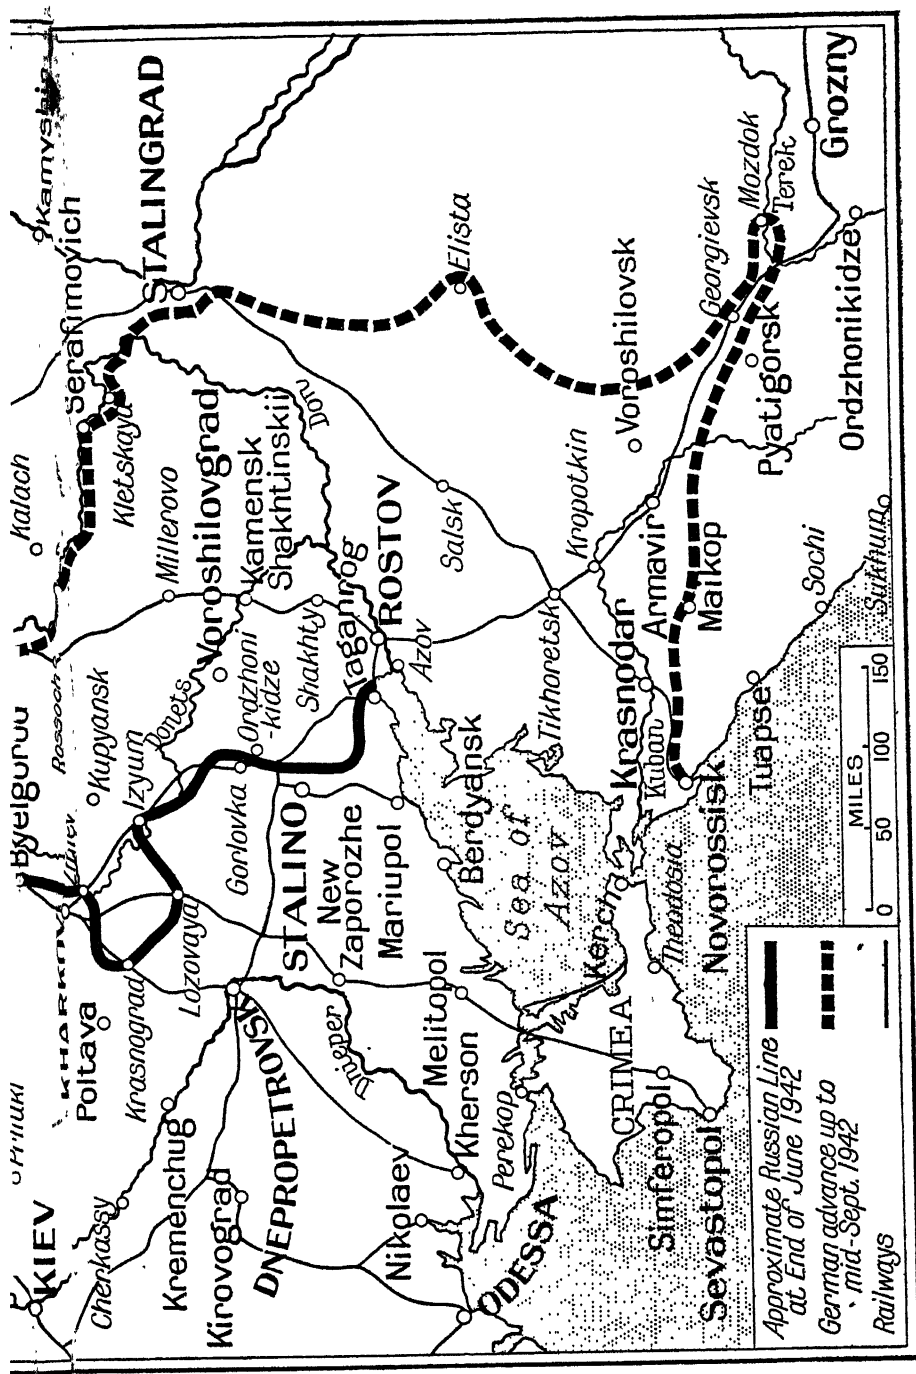 KIEV
Byelgorod
Kalach
Kamyshin
KHARKOV
Rossosh
Serafimovich
Poltava
Kupyansk
Chenkassy
Krasnograd
Izyum
Kletskaya
STALINGRAD
Kremenchug
Lozovaya
Donets
Millerovo
Kirovograd
Voroshilovgrad
DNEPROPETROVSK
Gorlovka
Ordzhoni
-kidze
Kamensk
Shakhtinskij
STALINO
Shakhty
Don
New
Zaporozhe
Dnieper
Taganrog
Mariupol
ROSTOV
Nikolaev
Azov
Melitopol
Salsk
Elista
Kherson
Berdyansk
Perekop
Sea of
Azov
ODESSA
Tikhoretsk
Kropotkin
Kerch
CRIMEA
Krasnodar
Voroshilovsk
Simferopol
Theodosia
Kuban
Armavir
Sevastopol
Novorossisk
Maikop
Georgievsk
Mozdok
Tuapse
Pyatigorsk
Terek
Sochi
Grozny
Ordzhonikidze
Sukhum
Approximate Russian Line
at End of June 1942
German advance up to
mid-Sept. 1942
Railways
MILES
0 50 100 150